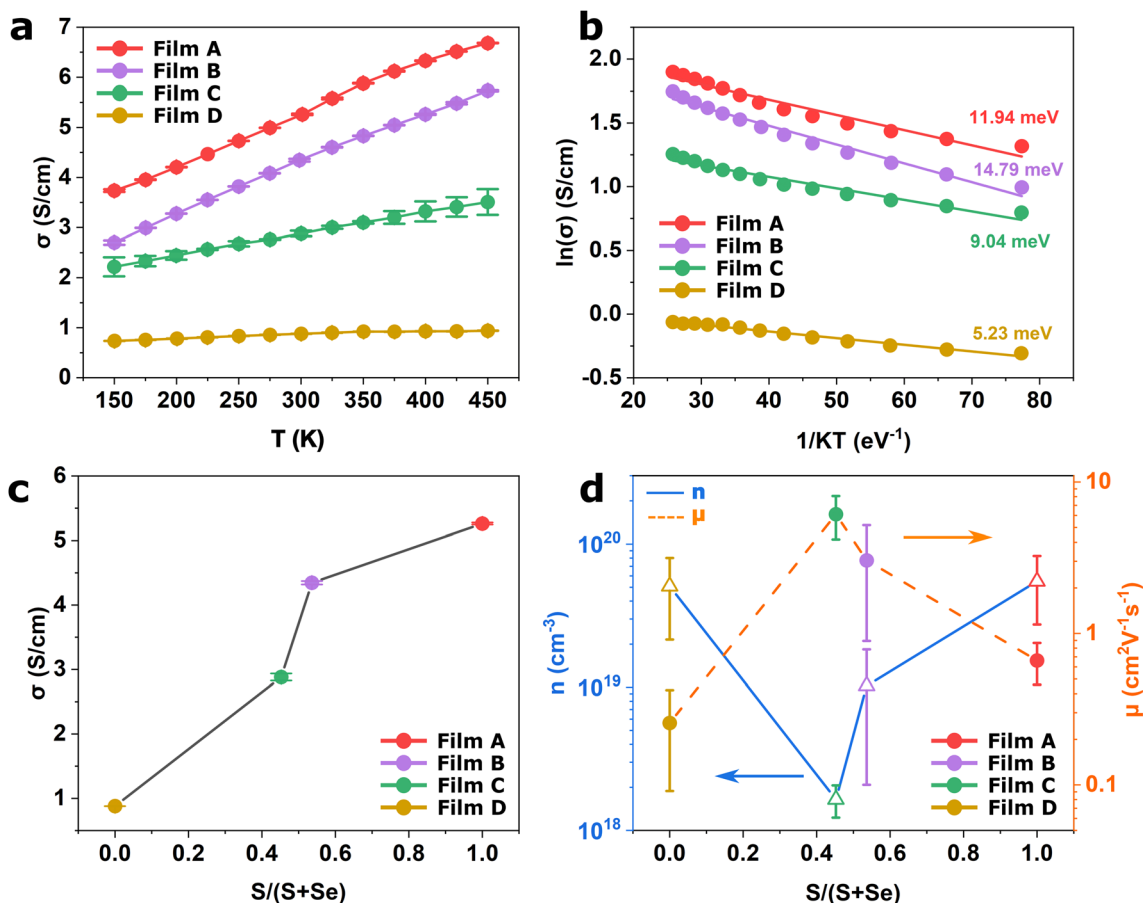 a
7
6
5
4
3
2
1
0
σ (S/cm)
Film A
Film B
Film C
Film D
150 200 250 300 350 400 450
T (K)
b
2.0
1.5
1.0
0.5
0.0
-0.5
ln(σ) (S/cm)
11.94 meV
14.79 meV
9.04 meV
5.23 meV
Film A
Film B
Film C
Film D
20 30 40 50 60 70 80
1/KT (eV⁻¹)
c
6
5
4
3
2
1
σ (S/cm)
Film A
Film B
Film C
Film D
0.0 0.2 0.4 0.6 0.8 1.0
S/(S+Se)
d
n
μ
10²⁰
10¹⁹
10¹⁸
n (cm⁻³)
10
1
0.1
μ (cm²V⁻¹s⁻¹)
Film A
Film B
Film C
Film D
0.0 0.2 0.4 0.6 0.8 1.0
S/(S+Se)